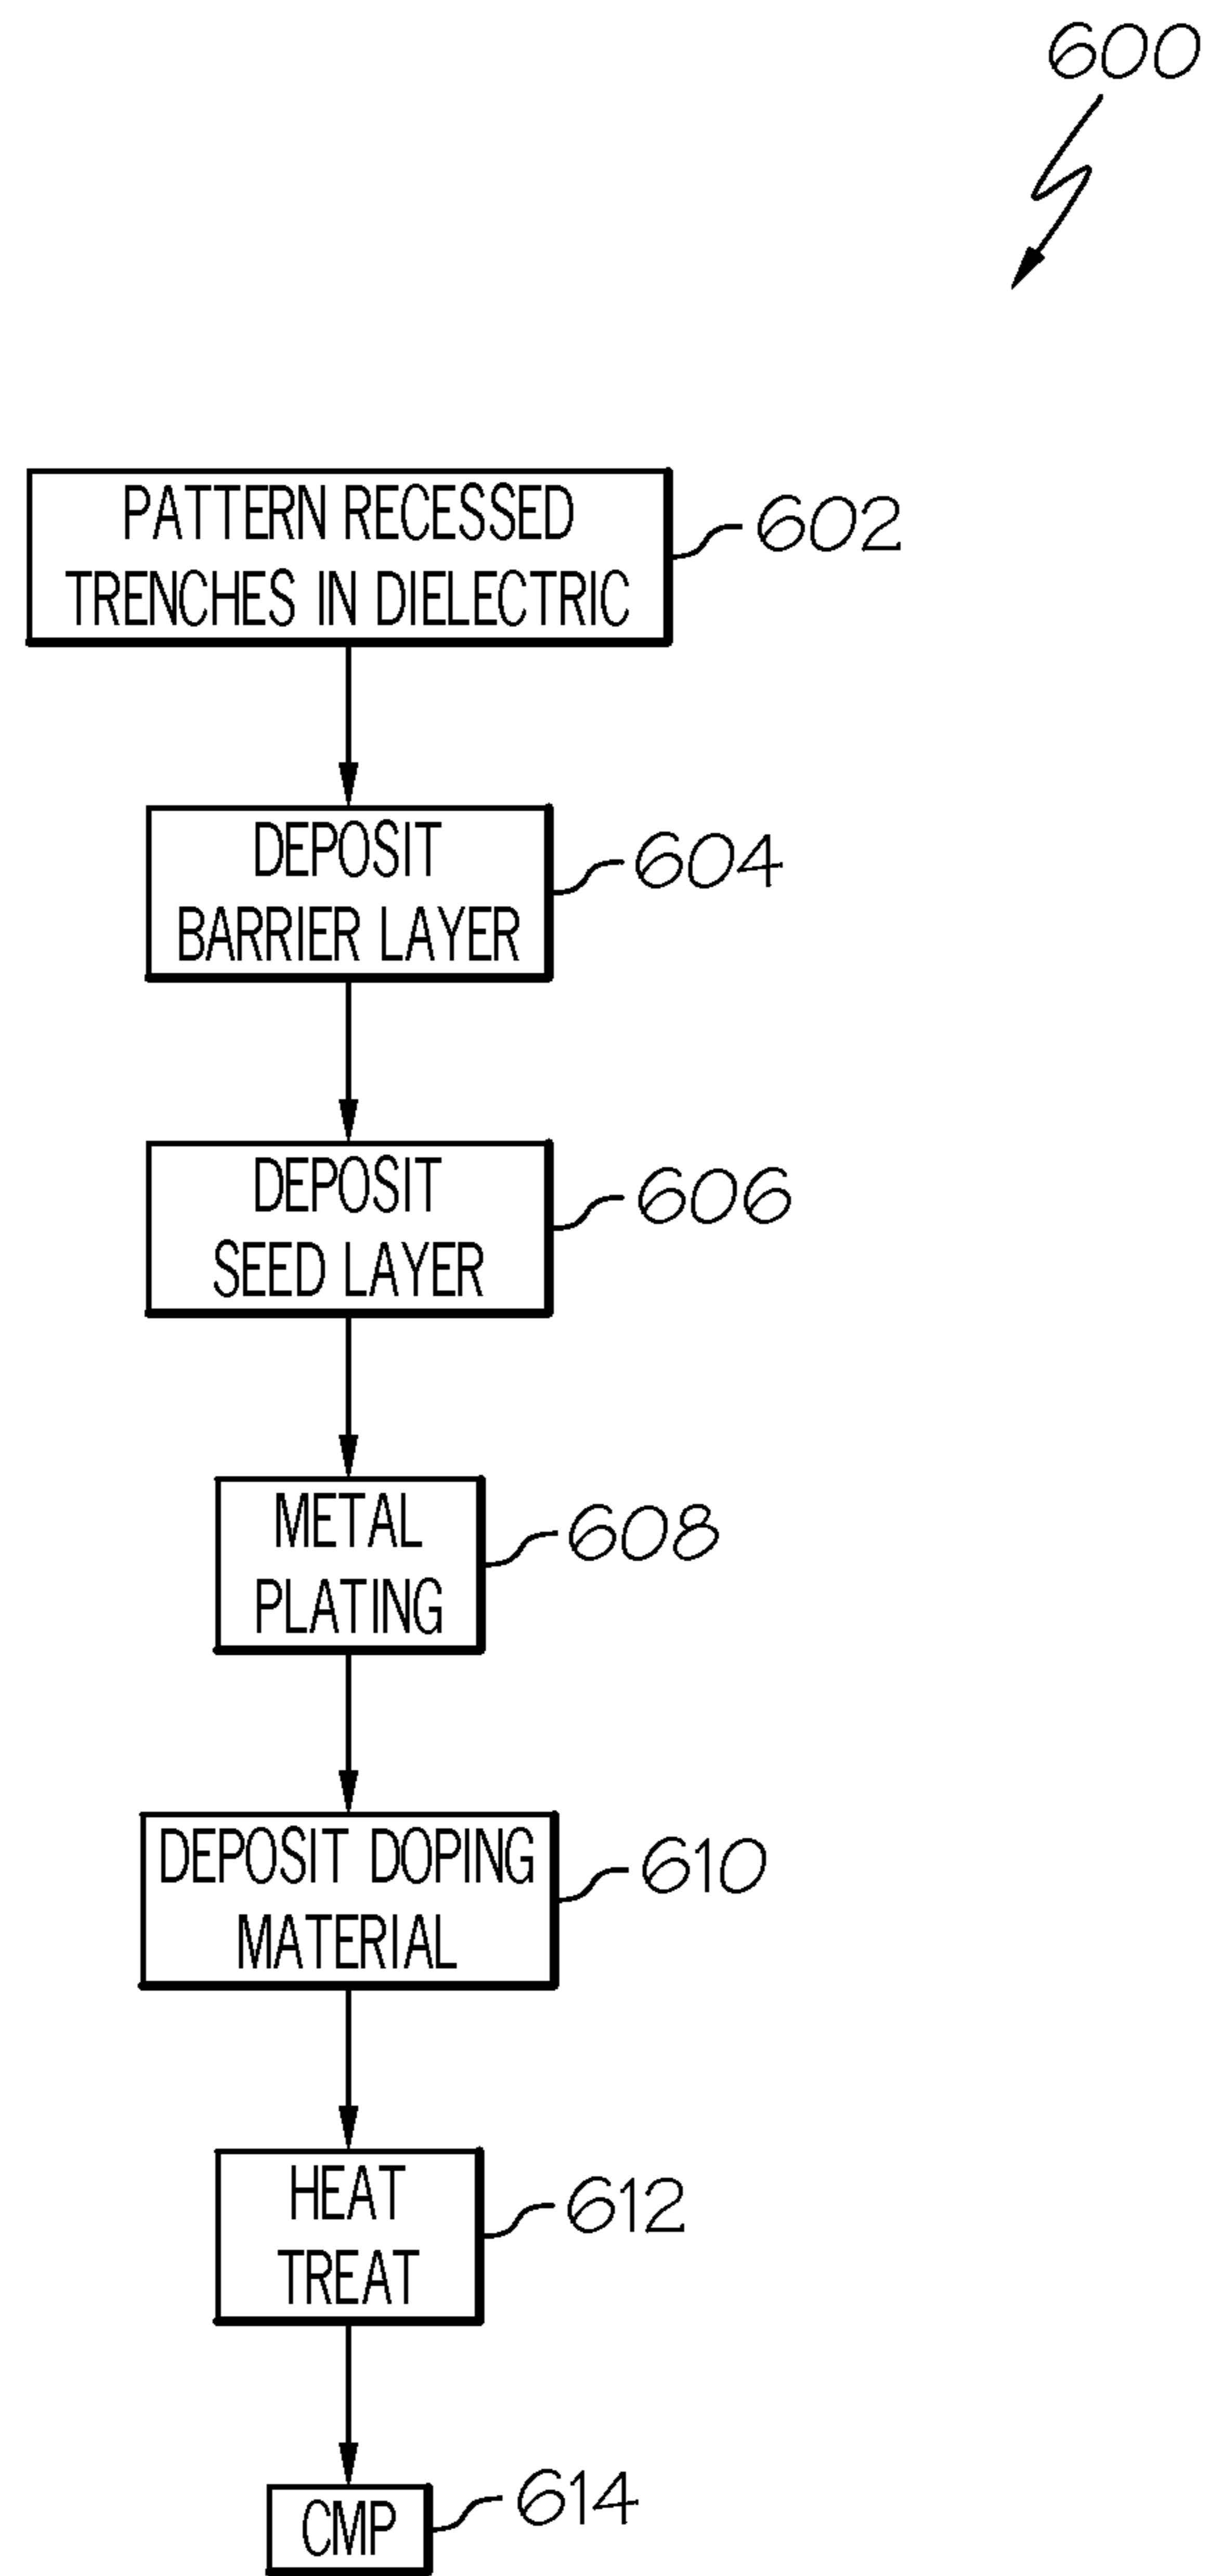 600
PATTERN RECESSED
TRENCHES IN DIELECTRIC
602
DEPOSIT
BARRIER LAYER
604
DEPOSIT
SEED LAYER
606
METAL
PLATING
608
DEPOSIT DOPING
MATERIAL
610
HEAT
TREAT
612
CMP
614